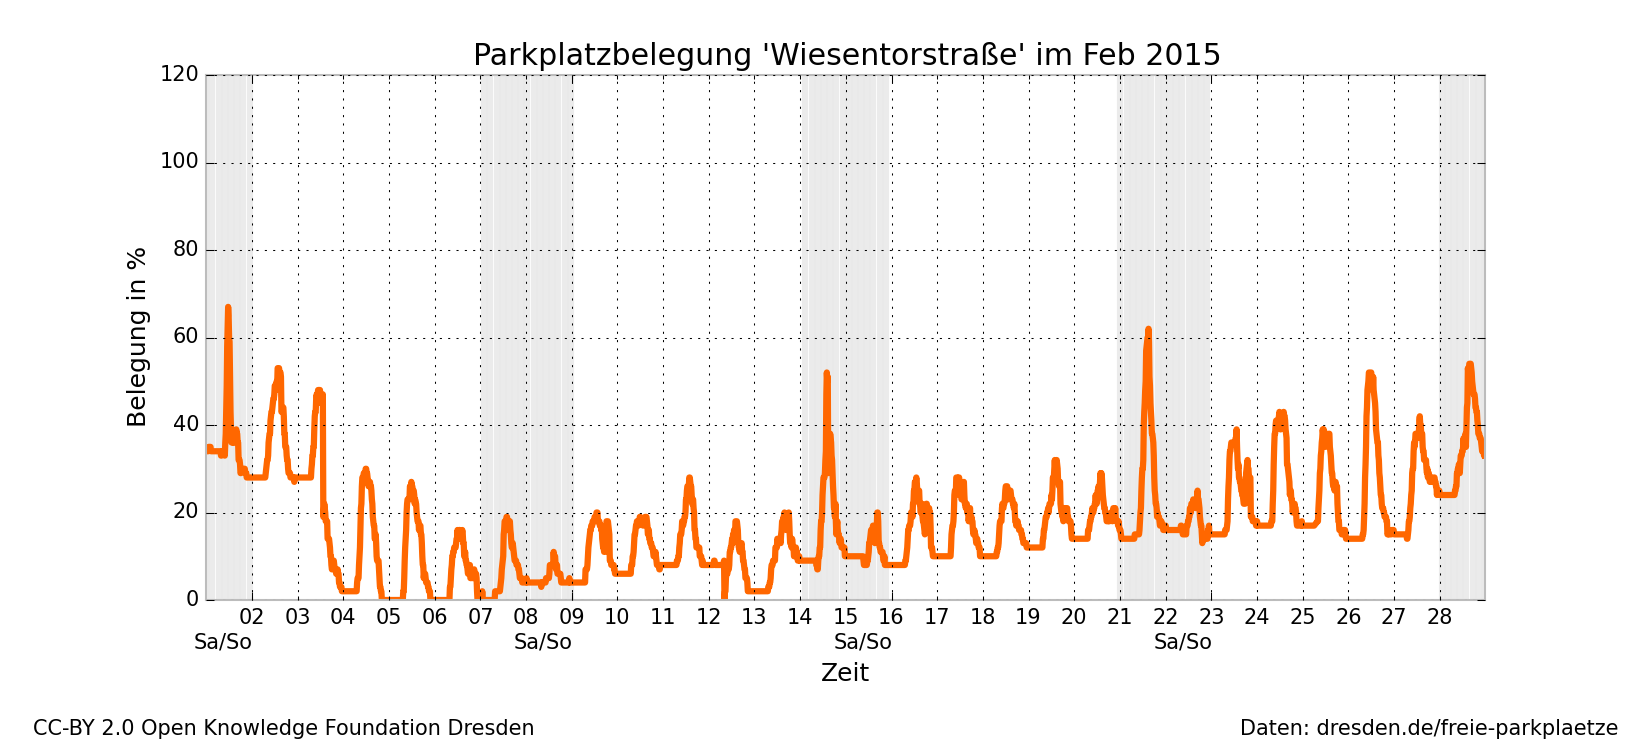 Parkplatzbelegung 'Wiesentorstraße' im Feb 2015
120
100
80
60
40
20
0
Belegung in %
02 03 04 05 06 07 08 09 10 11 12 13 14 15 16 17 18 19 20 21 22 23 24 25 26 27 28
Sa/So Sa/So Sa/So Sa/So
Zeit
CC-BY 2.0 Open Knowledge Foundation Dresden
Daten: dresden.de/freie-parkplaetze